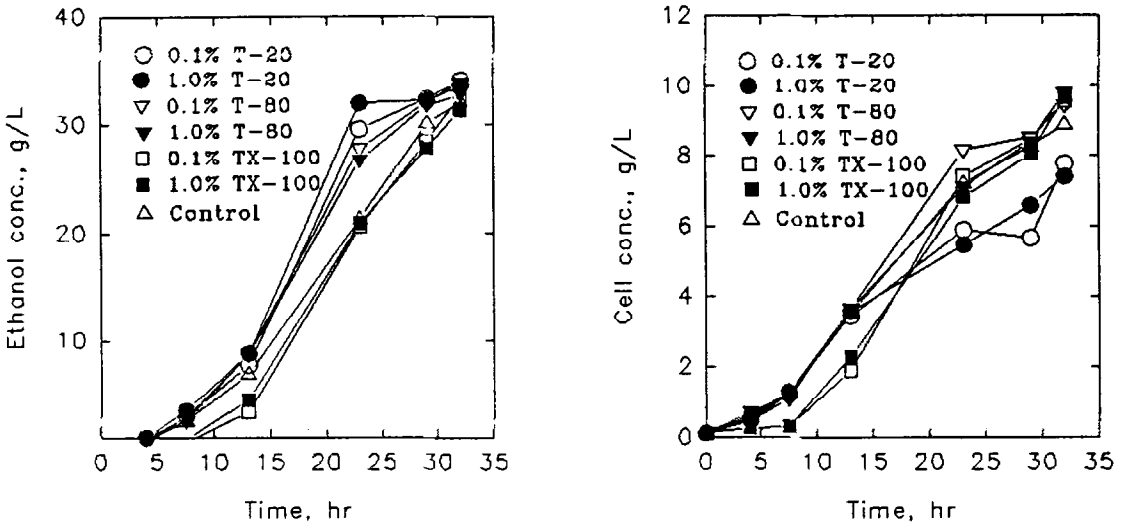 Ethanol conc., g/L
40
30
20
10
0.1% T-20
1.0% T-20
0.1% T-80
1.0% T-80
0.1% TX-100
1.0% TX-100
Control
0 5 10 15 20 25 30 35
Time, hr
Cell conc., g/L
12
10
8
6
4
2
0
0.1% T-20
1.0% T-20
0.1% T-80
1.0% T-80
0.1% TX-100
1.0% TX-100
Control
0 5 10 15 20 25 30 35
Time, hr